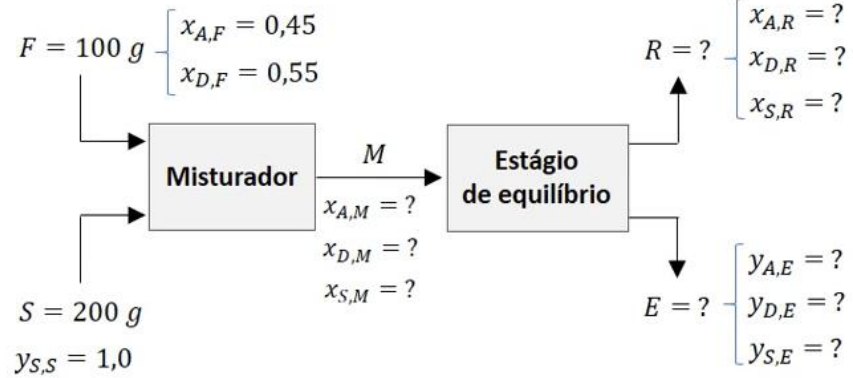 F = 100 g
x_{A,F} = 0,45
x_{D,F} = 0,55
S = 200 g
y_{S,S} = 1,0
Misturador
M
x_{A,M} = ?
x_{D,M} = ?
x_{S,M} = ?
Estágio
de equilíbrio
R = ?
x_{A,R} = ?
x_{D,R} = ?
x_{S,R} = ?
E = ?
y_{A,E} = ?
y_{D,E} = ?
y_{S,E} = ?